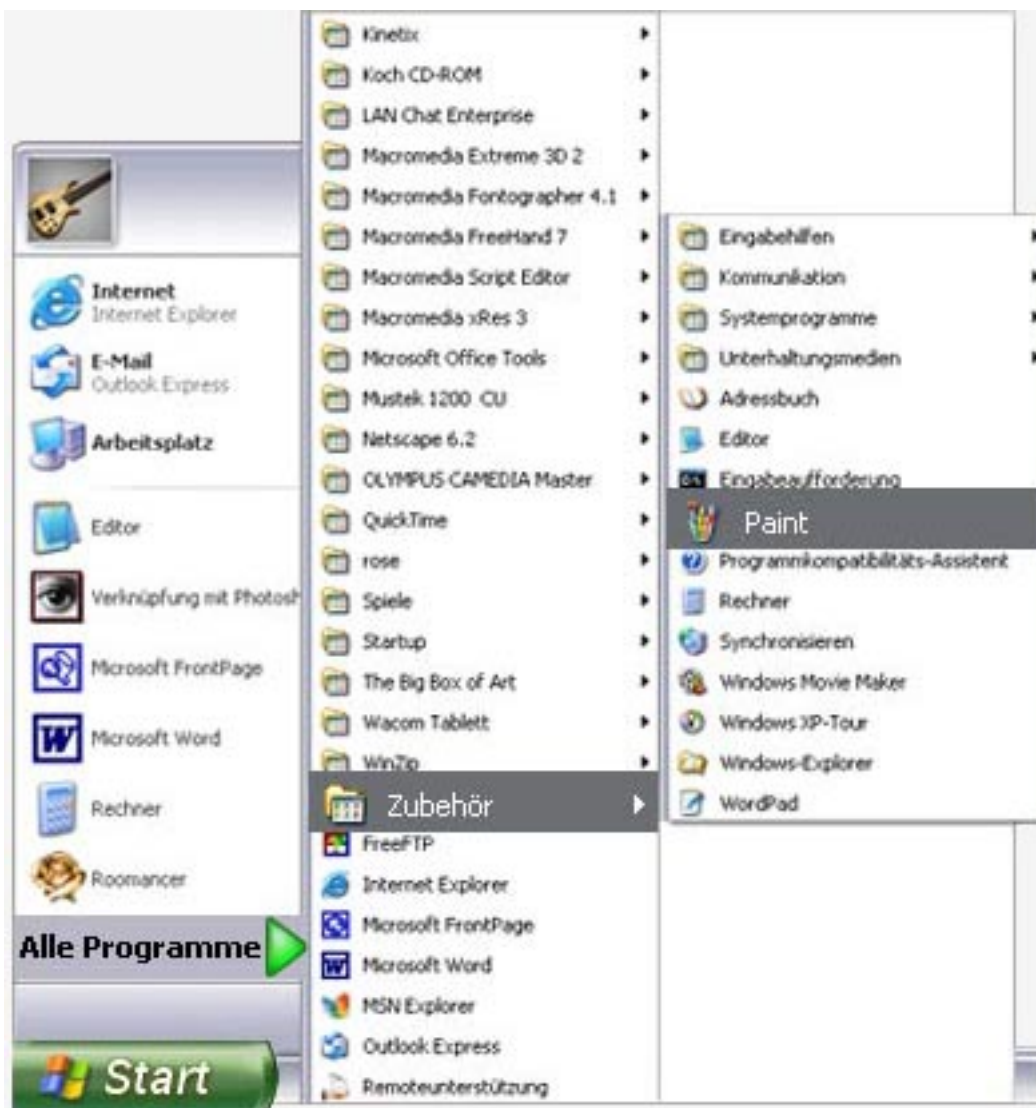 Internet
Internet Explorer
E-Mail
Outlook Express
Arbeitsplatz
Editor
Verknüpfung mit Photosh
Microsoft FrontPage
Microsoft Word
Rechner
Roomancer
Alle Programme
Start
Kinetix
Koch CD-ROM
LAN Chat Enterprise
Macromedia Extreme 3D 2
Macromedia Fontographer 4.1
Macromedia FreeHand 7
Macromedia Script Editor
Macromedia xRes 3
Microsoft Office Tools
Mustek 1200 CU
Netscape 6.2
OLYMPUS CAMEDIA Master
QuickTime
rose
Spiele
Startup
The Big Box of Art
Wacom Tablett
WinZip
Zubehör
FreeFTP
Internet Explorer
Microsoft FrontPage
Microsoft Word
MSN Explorer
Outlook Express
Remoteunterstützung
Eingabehilfen
Kommunikation
Systemprogramme
Unterhaltungsmedien
Adressbuch
Editor
Eingabeaufforderung
Paint
Programmkompatibilitäts-Assistent
Rechner
Synchronisieren
Windows Movie Maker
Windows XP-Tour
Windows-Explorer
WordPad